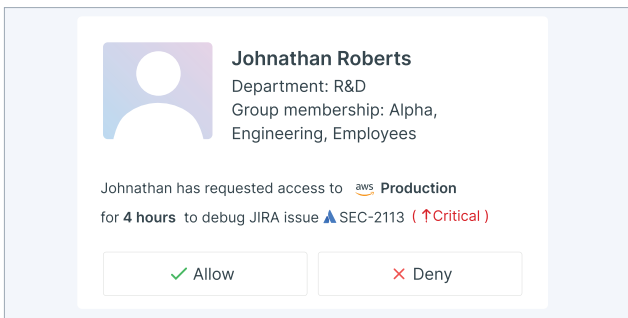 Johnathan Roberts
Department: R&D
Group membership: Alpha,
Engineering, Employees
Johnathan has requested access to aws Production
for 4 hours to debug JIRA issue SEC-2113 (↑Critical )
Allow
Deny